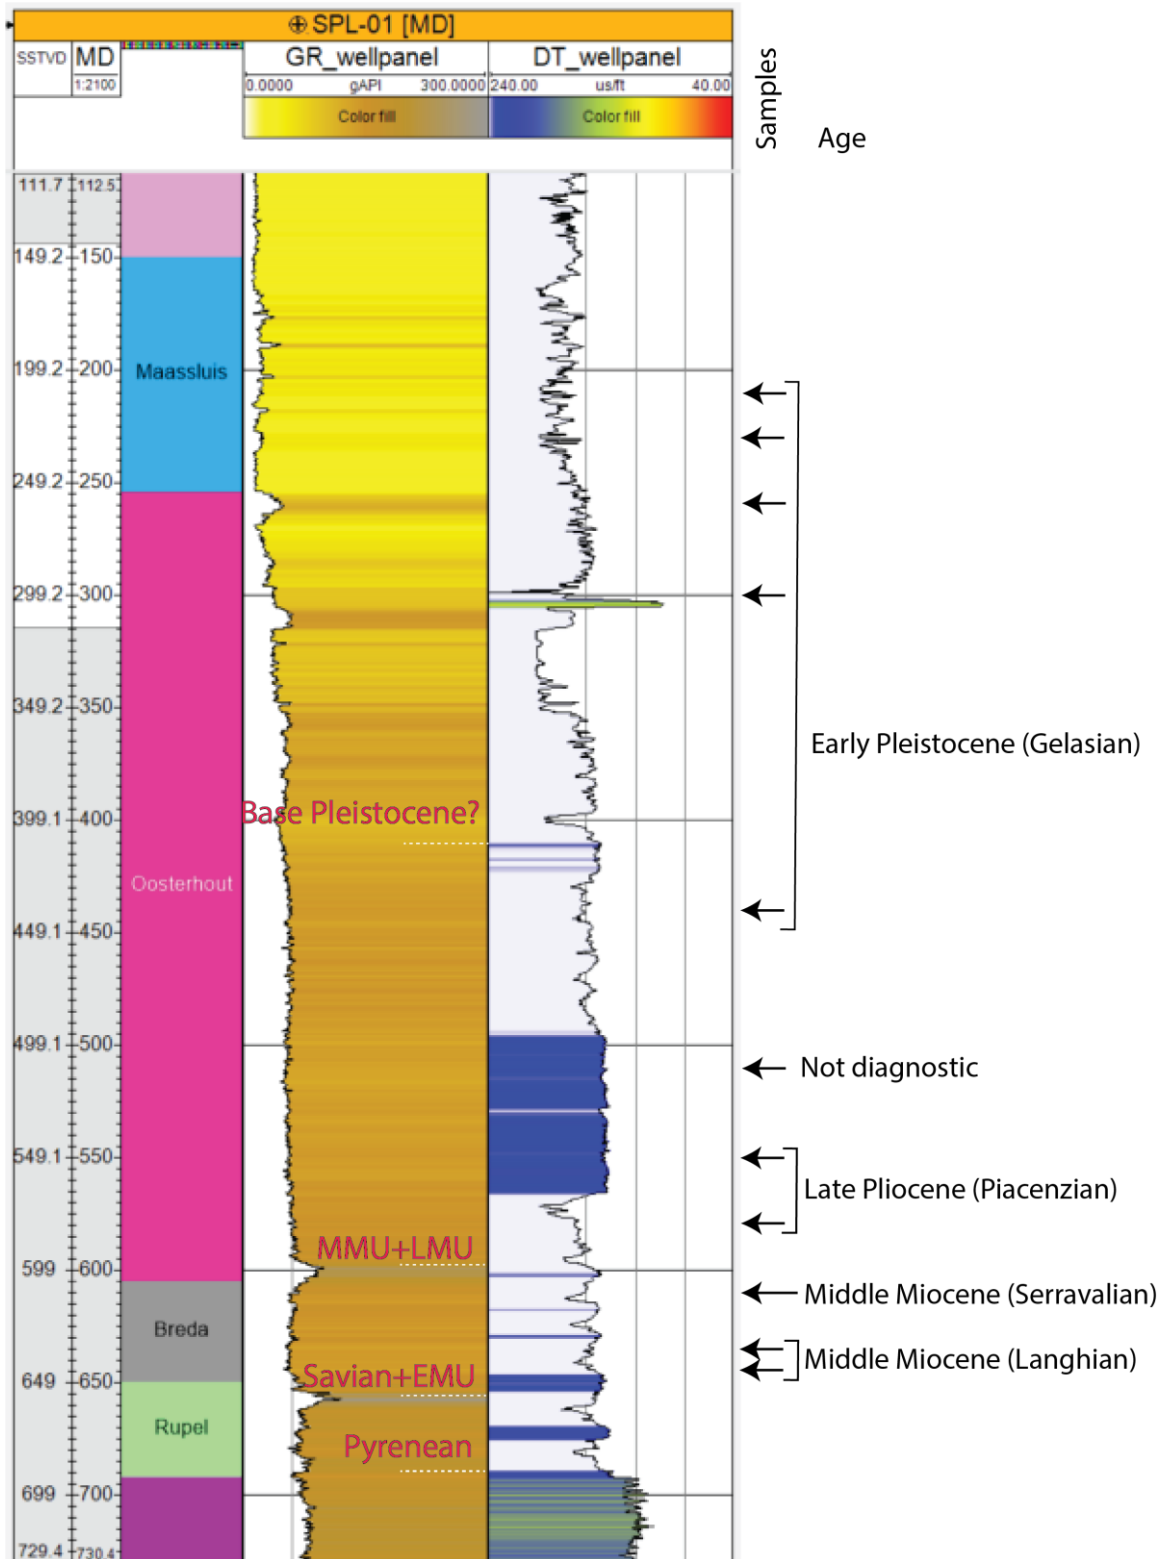 SPL-01 [MD]
SSTVD MD GR_wellpanel DT_wellpanel
1:2100 0.0000 gAPI 300.0000 240.00 us/ft 40.00
Color fill Color fill
Samples
Age
111.7 112.5
149.2 150
199.2 200
Maassluis
249.2 250
299.2 300
349.2 350
Early Pleistocene (Gelasian)
Base Pleistocene?
399.1 400
Oosterhout
449.1 450
499.1 500
Not diagnostic
549.1 550
Late Pliocene (Piacenzian)
MMU+LMU
599 600
Middle Miocene (Serravalian)
Breda
Middle Miocene (Langhian)
Savian+EMU
649 650
Rupel
Pyrenean
699 700
729.4 730.4